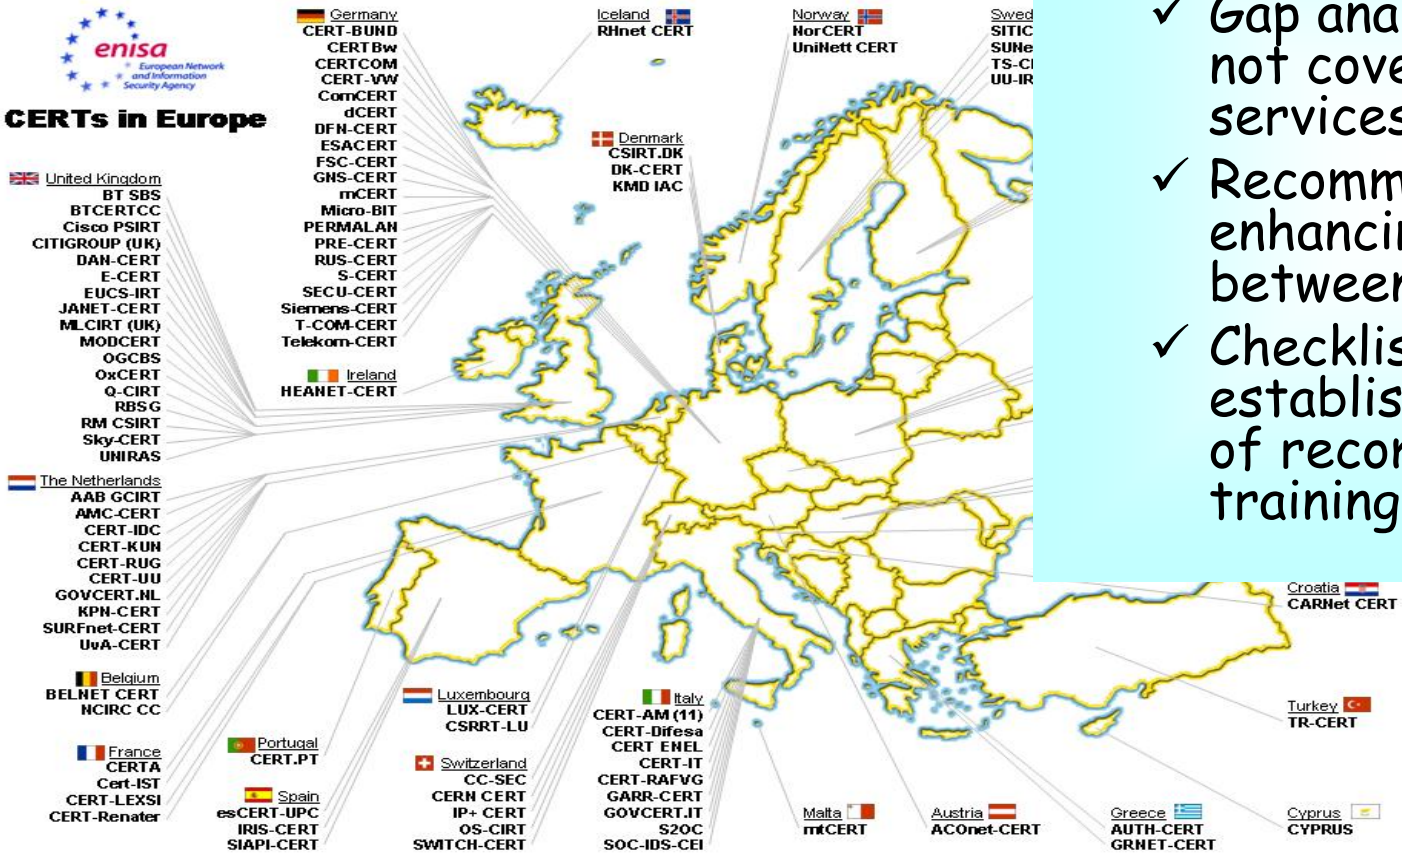 enisa
European Network
and Information
Security Agency
CERTs in Europe
Germany
CERT-BUND
CERTBw
CERTCOM
CERT-VW
ComCERT
dCERT
DFN-CERT
ESACERT
FSC-CERT
GNS-CERT
mCERT
Micro-BIT
PERMALAN
PRE-CERT
RUS-CERT
S-CERT
SECU-CERT
Siemens-CERT
T-COM-CERT
Telekom-CERT
Iceland
RHnet CERT
Norway
NorCERT
UniNett CERT
Swed
SITIC
SUNe
TS-C
UU-IR
Denmark
CSIRT.DK
DK-CERT
KMD IAC
United Kingdom
BT SBS
BTCERTCC
Cisco PSIRT
CITIGROUP (UK)
DAN-CERT
E-CERT
EUCS-IRT
JANET-CERT
MLCIRT (UK)
MODCERT
OGCBS
OxCERT
Q-CIRT
RBSG
RM CSIRT
Sky-CERT
UNIRAS
Ireland
HEANET-CERT
The Netherlands
AAB GCIRT
AMC-CERT
CERT-IDC
CERT-KUN
CERT-RUG
CERT-UU
GOVCERT.NL
KPN-CERT
SURFnet-CERT
UvA-CERT
Belgium
BELNET CERT
NCIRC CC
France
CERTA
Cert-IST
CERT-LEXSI
CERT-Renater
Portugal
CERT.PT
Spain
esCERT-UPC
IRIS-CERT
SIAPI-CERT
Luxembourg
LUX-CERT
CSRRT-LU
Switzerland
CC-SEC
CERN CERT
IP+ CERT
OS-CIRT
SWITCH-CERT
Italy
CERT-AM (11)
CERT-Difesa
CERT ENEL
CERT-IT
CERT-RAFVG
GARR-CERT
GOVCERT.IT
S2OC
SOC-IDS-CEI
Malta
mtCERT
Austria
ACOnet-CERT
Greece
AUTH-CERT
GRNET-CERT
Cyprus
CYPRUS
Turkey
TR-CERT
Croatia
CARNet CERT
✓ Gap ana
not cove
services
✓ Recomm
enhancin
between
✓ Checklis
establis
of recor
training